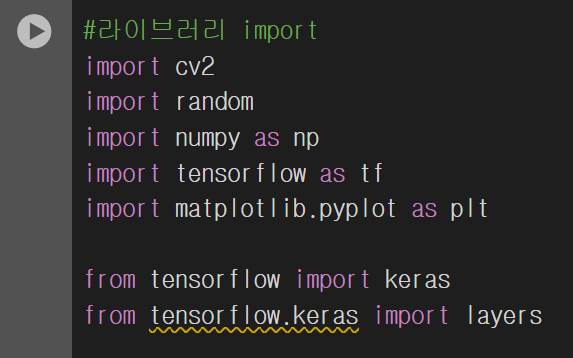 #라이브러리 import
import cv2
import random
import numpy as np
import tensorflow as tf
import matplotlib.pyplot as plt
from tensorflow import keras
from tensorflow.keras import layers